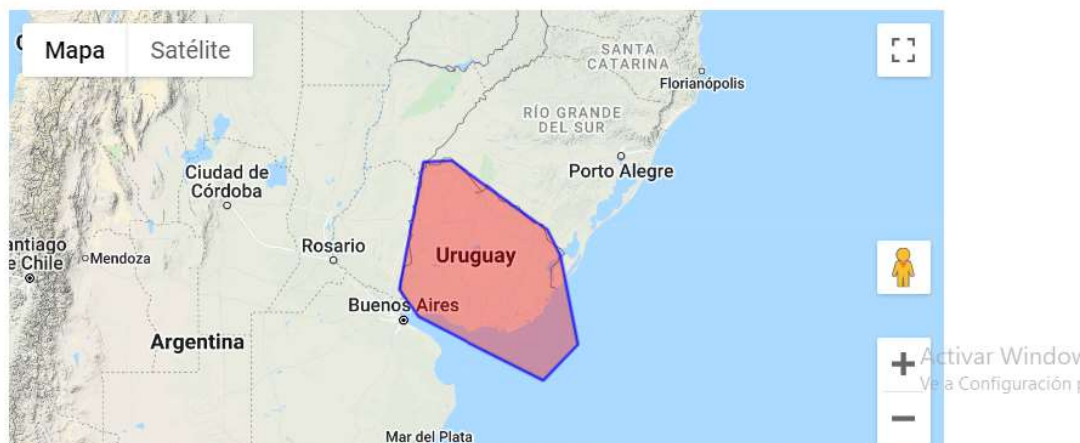 Mapa
Satélite
SANTA
CATARINA
Florianópolis
RÍO GRANDE
DEL SUR
Porto Alegre
Ciudad de
Córdoba
Rosario
Uruguay
antiago
e Chile
Mendoza
Buenos Aires
Argentina
Mar del Plata
+
Activar Window
Ve a Configuración p
−